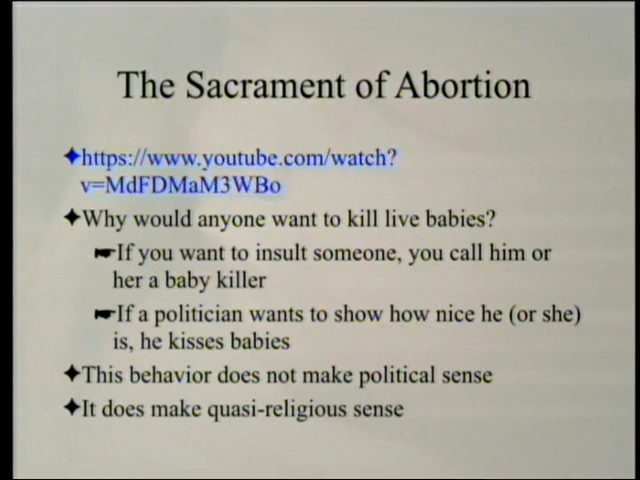 The Sacrament of Abortion
https://www.youtube.com/watch?
v=MdFDMaM3WBo
Why would anyone want to kill live babies?
If you want to insult someone, you call him or
her a baby killer
If a politician wants to show how nice he (or she)
is, he kisses babies
This behavior does not make political sense
It does make quasi-religious sense